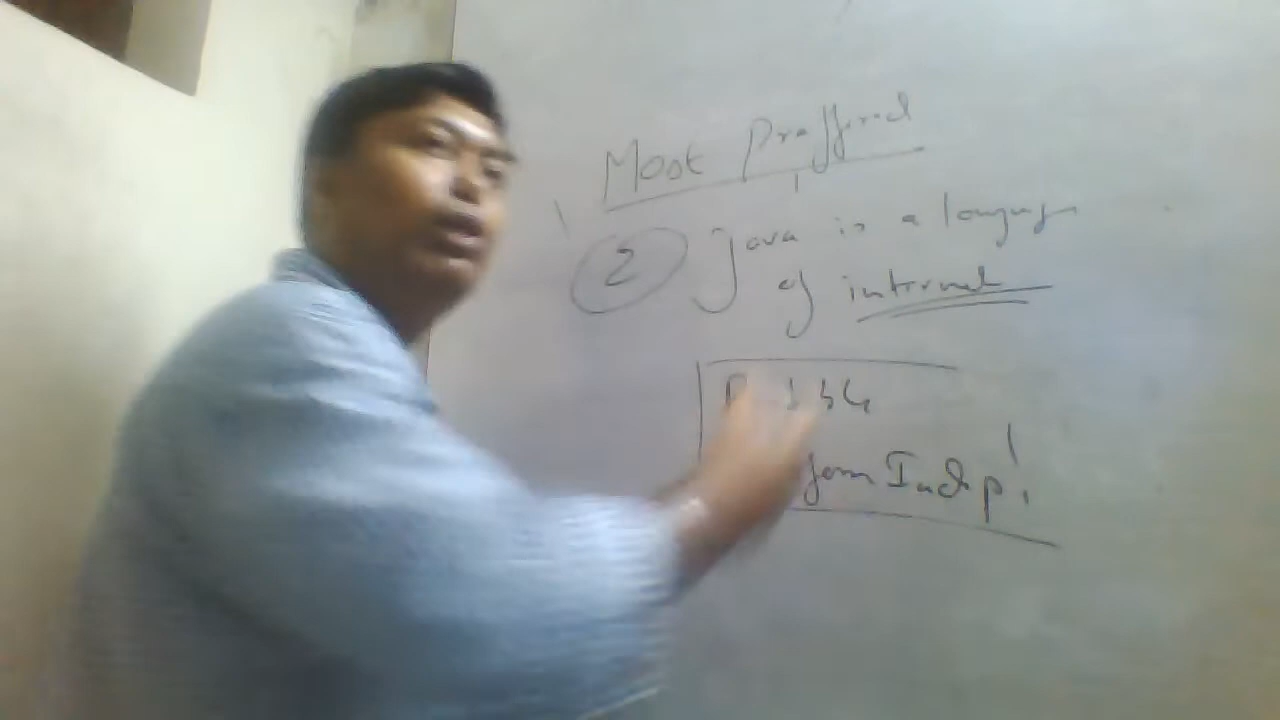 Most Preffered
② Java is a language
of internet
form Indp.